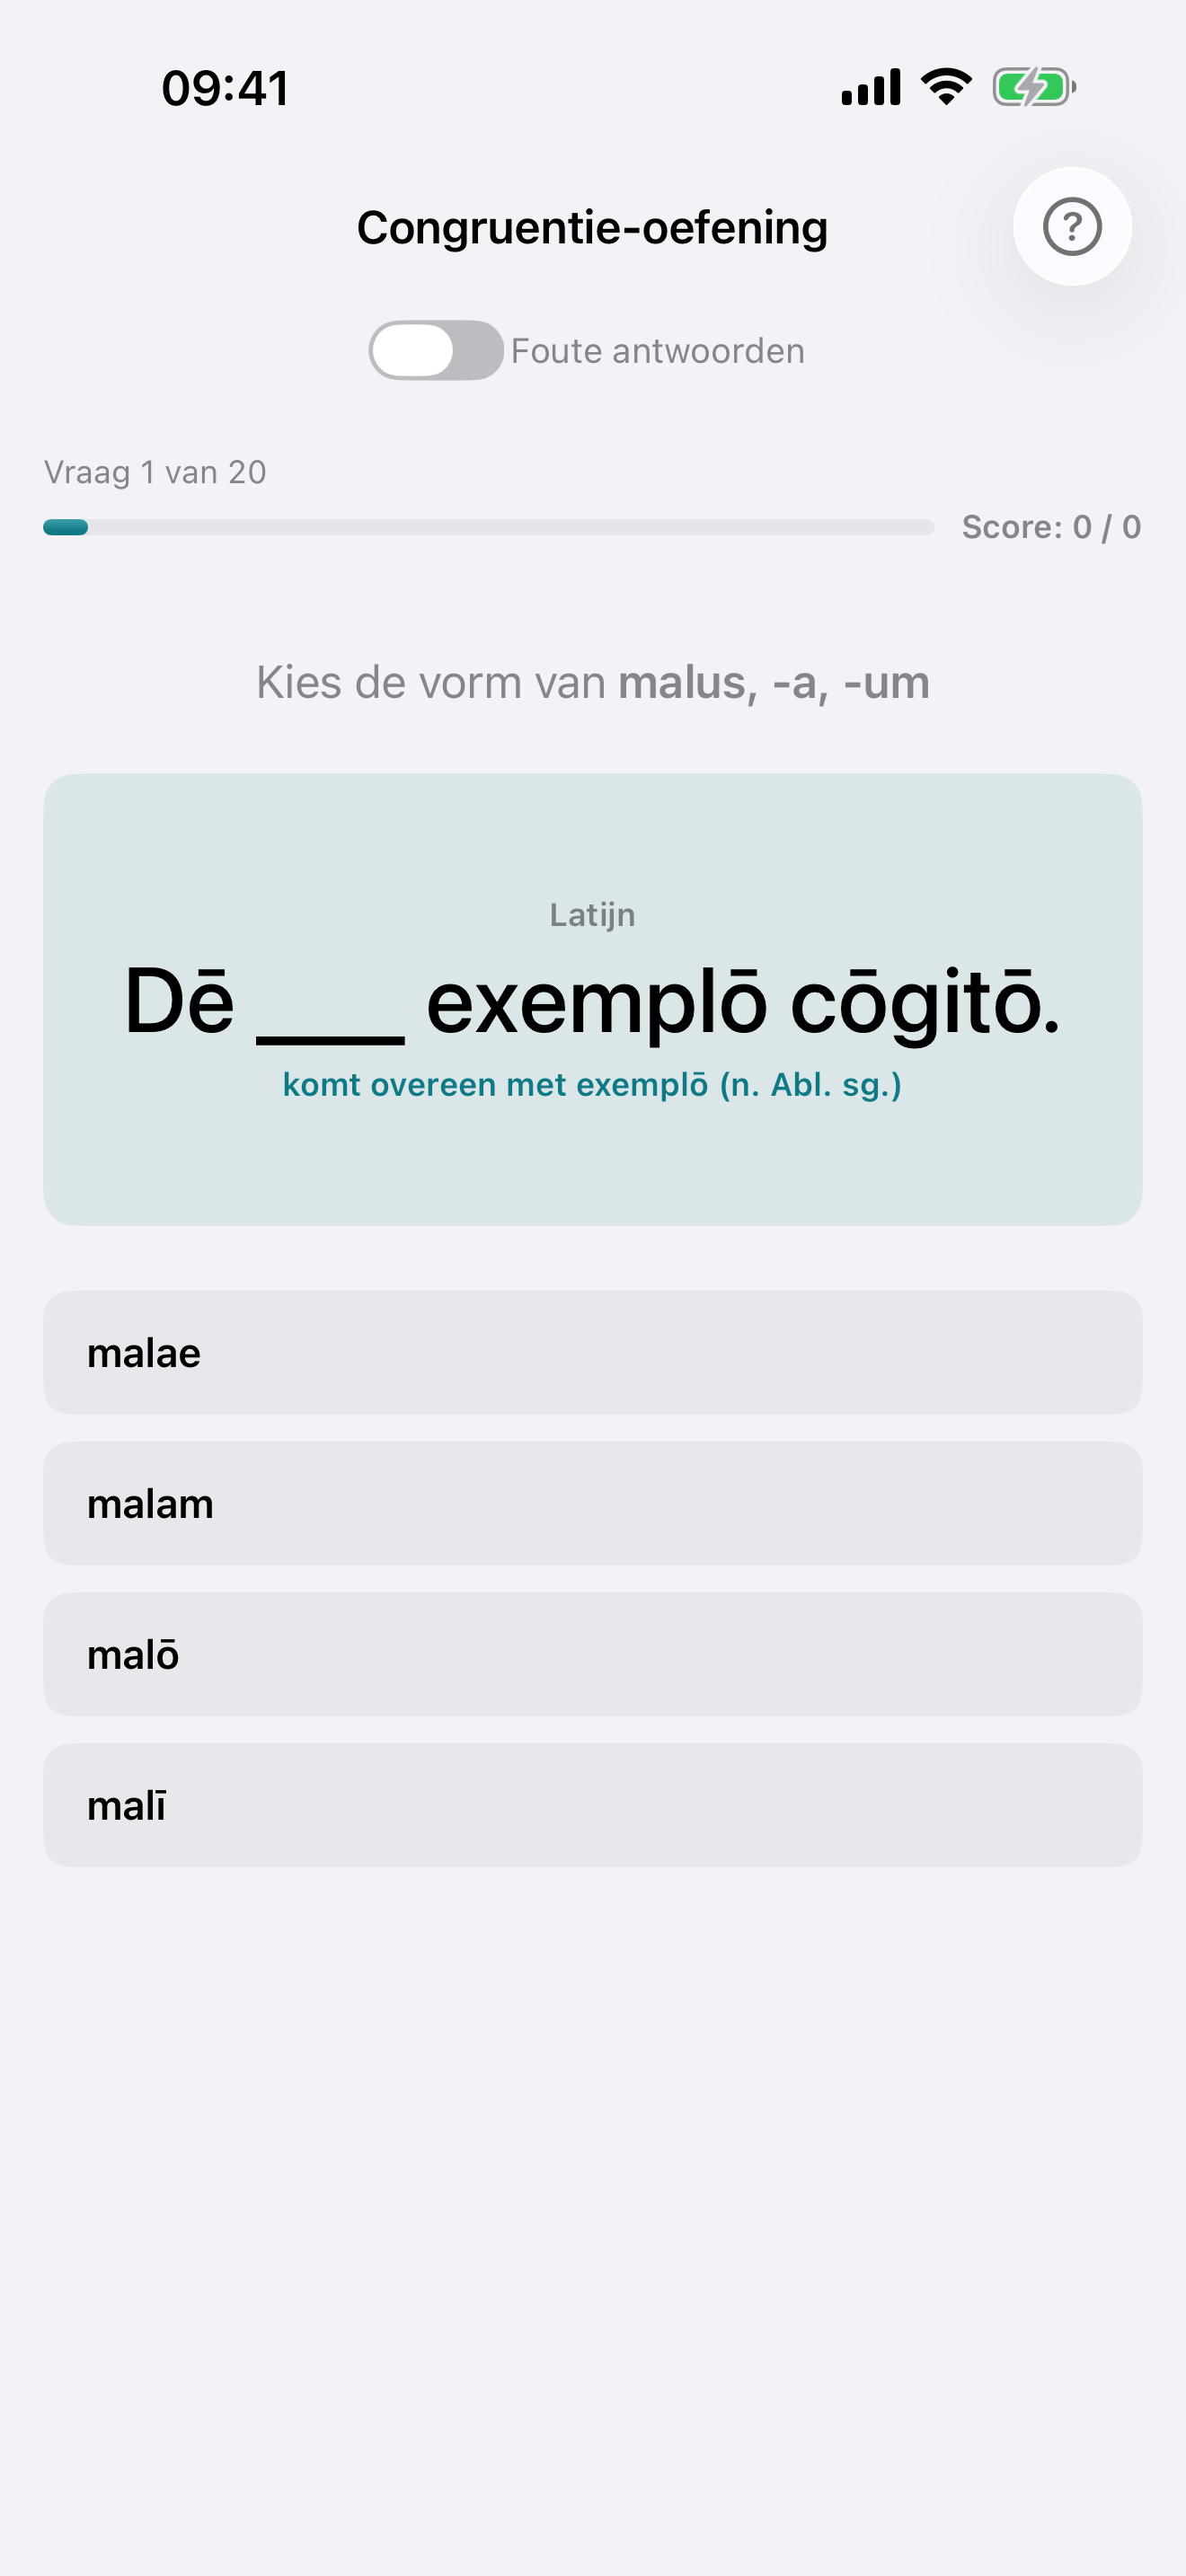 09:41
Congruentie-oefening
Foute antwoorden
Vraag 1 van 20
Score: 0 / 0
Kies de vorm van malus, -a, -um
Latijn
Dē ____ exemplō cōgitō.
komt overeen met exemplō (n. Abl. sg.)
malae
malam
malō
malī